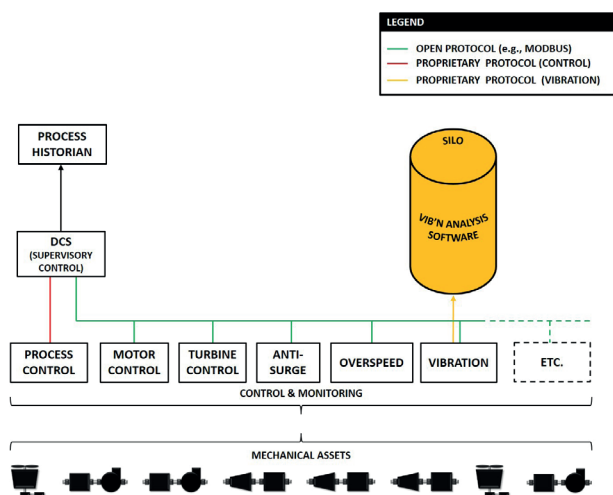 LEGEND
OPEN PROTOCOL (e.g., MODBUS)
PROPRIETARY PROTOCOL (CONTROL)
PROPRIETARY PROTOCOL (VIBRATION)
PROCESS
HISTORIAN
SILO
VIB'N ANALYSIS
SOFTWARE
DCS
(SUPERVISORY
CONTROL)
PROCESS
CONTROL
MOTOR
CONTROL
TURBINE
CONTROL
ANTI-
SURGE
OVERSPEED
VIBRATION
ETC.
CONTROL & MONITORING
MECHANICAL ASSETS